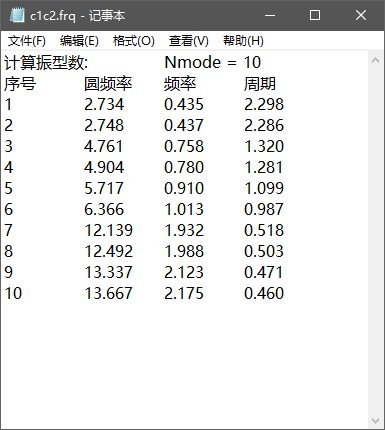 c1c2.frq - 记事本
文件(F) 编辑(E) 格式(O) 查看(V) 帮助(H)
计算振型数: Nmode = 10
序号 圆频率 频率 周期
1 2.734 0.435 2.298
2 2.748 0.437 2.286
3 4.761 0.758 1.320
4 4.904 0.780 1.281
5 5.717 0.910 1.099
6 6.366 1.013 0.987
7 12.139 1.932 0.518
8 12.492 1.988 0.503
9 13.337 2.123 0.471
10 13.667 2.175 0.460